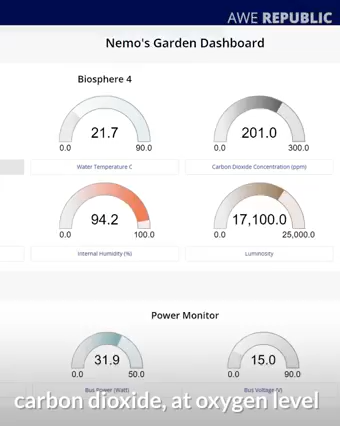 AWE REPUBLIC
Nemo's Garden Dashboard
Biosphere 4
21.7
0.0 90.0
Water Temperature C
201.0
0.0 300.0
Carbon Dioxide Concentration (ppm)
94.2
0.0 100.0
Internal Humidity (%)
17,100.0
0.0 25,000.0
Luminosity
Power Monitor
31.9
0.0 50.0
Bus Power (Watt)
15.0
0.0 90.0
Bus Voltage (V)
carbon dioxide, at oxygen level